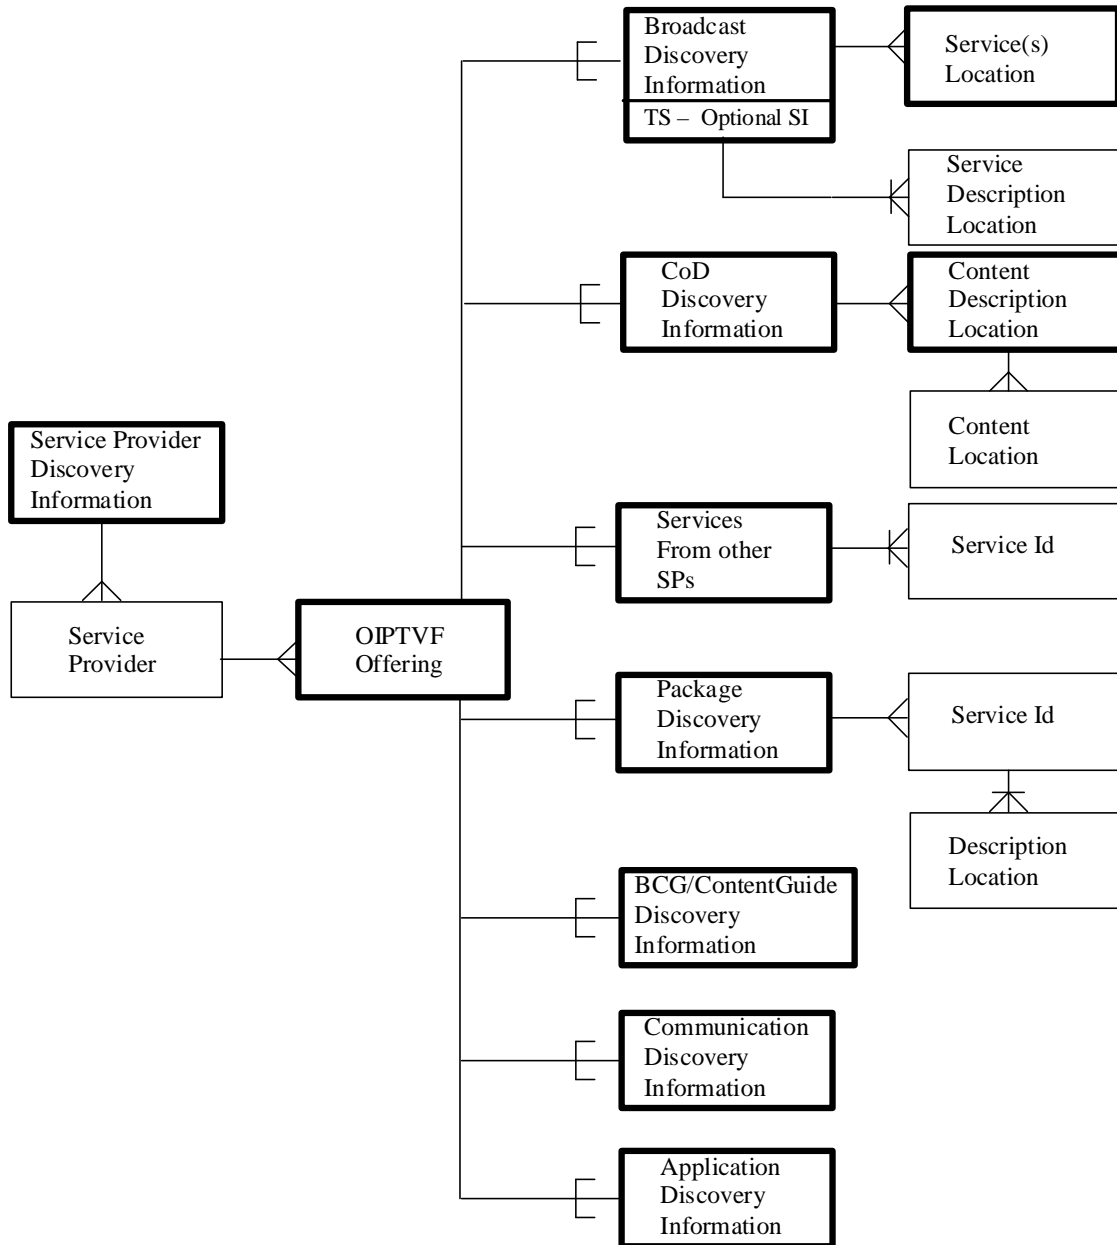 Broadcast
Discovery
Information
TS – Optional SI
Service(s)
Location
Service
Description
Location
CoD
Discovery
Information
Content
Description
Location
Content
Location
Service Provider
Discovery
Information
Services
From other
SPs
Service Id
Service
Provider
OIPTVF
Offering
Package
Discovery
Information
Service Id
Description
Location
BCG/ContentGuide
Discovery
Information
Communication
Discovery
Information
Application
Discovery
Information